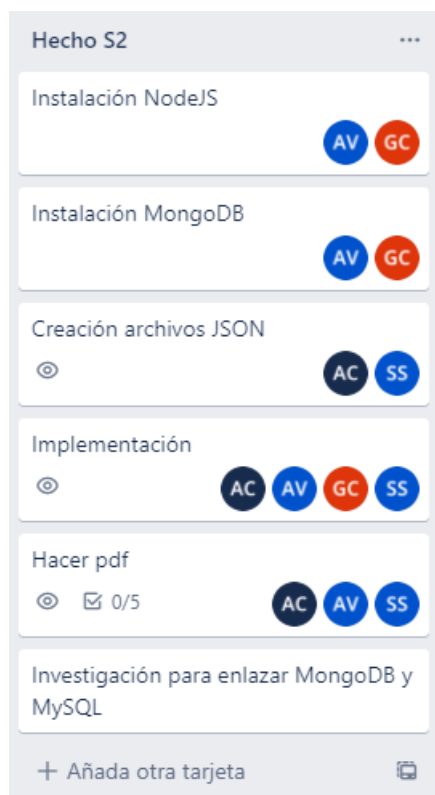 Hecho S2
Instalación NodeJS
AV GC
Instalación MongoDB
AV GC
Creación archivos JSON
AC SS
Implementación
AC AV GC SS
Hacer pdf
0/5 AC AV SS
Investigación para enlazar MongoDB y
MySQL
+ Añada otra tarjeta